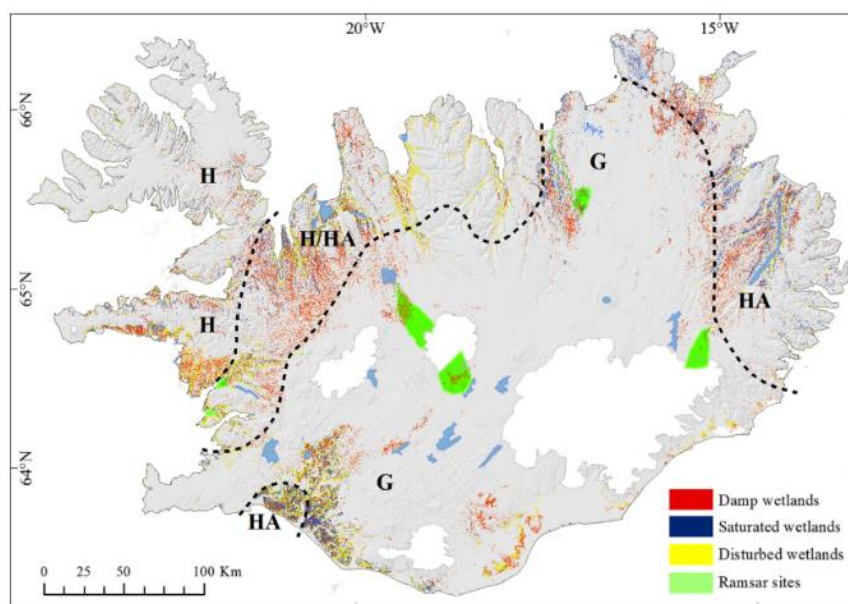 20°W
15°W
66°N
65°N
64°N
H
H/HA
G
H
HA
G
HA
Damp wetlands
Saturated wetlands
Disturbed wetlands
Ramsar sites
0 25 50 100 Km